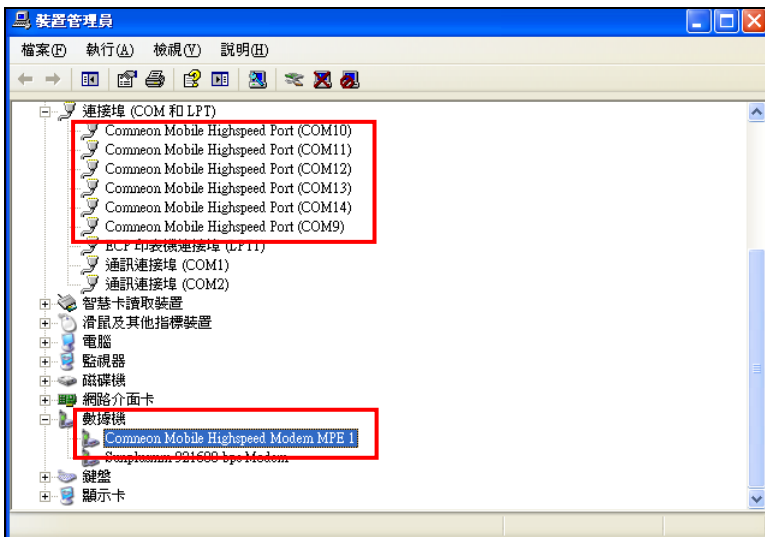 裝置管理員
檔案(F) 執行(A) 檢視(V) 說明(H)
連接埠 (COM 和 LPT)
Comneon Mobile Highspeed Port (COM10)
Comneon Mobile Highspeed Port (COM11)
Comneon Mobile Highspeed Port (COM12)
Comneon Mobile Highspeed Port (COM13)
Comneon Mobile Highspeed Port (COM14)
Comneon Mobile Highspeed Port (COM9)
ECP 印表機連接埠 (LPT1)
通訊連接埠 (COM1)
通訊連接埠 (COM2)
智慧卡讀取裝置
滑鼠及其他指標裝置
電腦
監視器
磁碟機
網路介面卡
數據機
Comneon Mobile Highspeed Modem MPE 1
Sunplusmm 921600 bps Modem
鍵盤
顯示卡